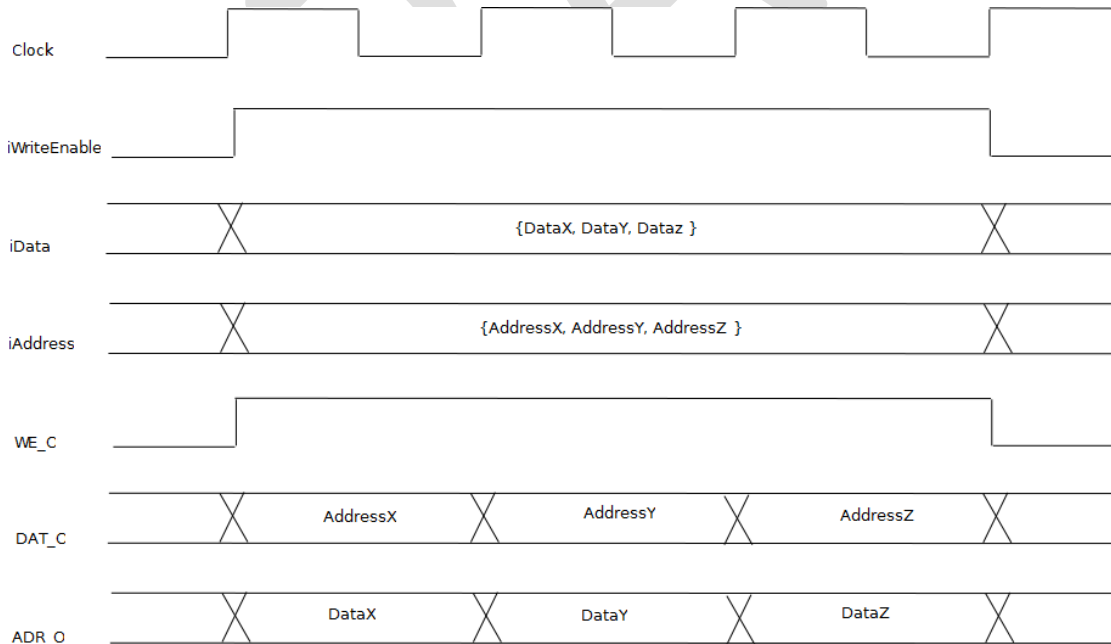 Clock
iWriteEnable
{DataX, DataY, Dataz }
iData
{AddressX, AddressY, AddressZ }
iAddress
WE_C
AddressX AddressY AddressZ
DAT_C
DataX DataY DataZ
ADR_O